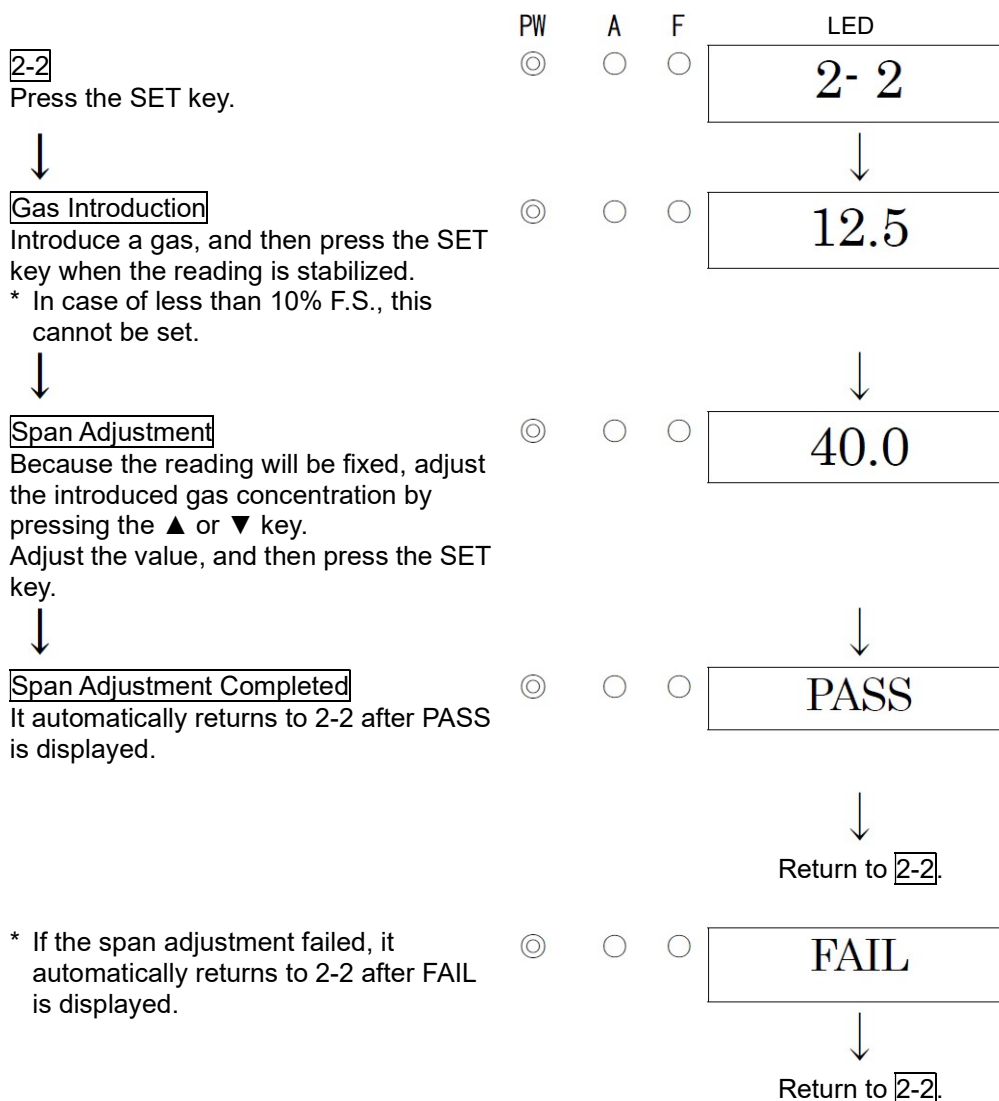 PW A F LED
2-2
2- 2
Press the SET key.
↓ ↓
Gas Introduction
12.5
Introduce a gas, and then press the SET
key when the reading is stabilized.
* In case of less than 10% F.S., this
cannot be set.
↓ ↓
Span Adjustment
40.0
Because the reading will be fixed, adjust
the introduced gas concentration by
pressing the ▲ or ▼ key.
Adjust the value, and then press the SET
key.
↓ ↓
Span Adjustment Completed
PASS
It automatically returns to 2-2 after PASS
is displayed.
↓
Return to 2-2.
* If the span adjustment failed, it
FAIL
automatically returns to 2-2 after FAIL
is displayed.
↓
Return to 2-2.